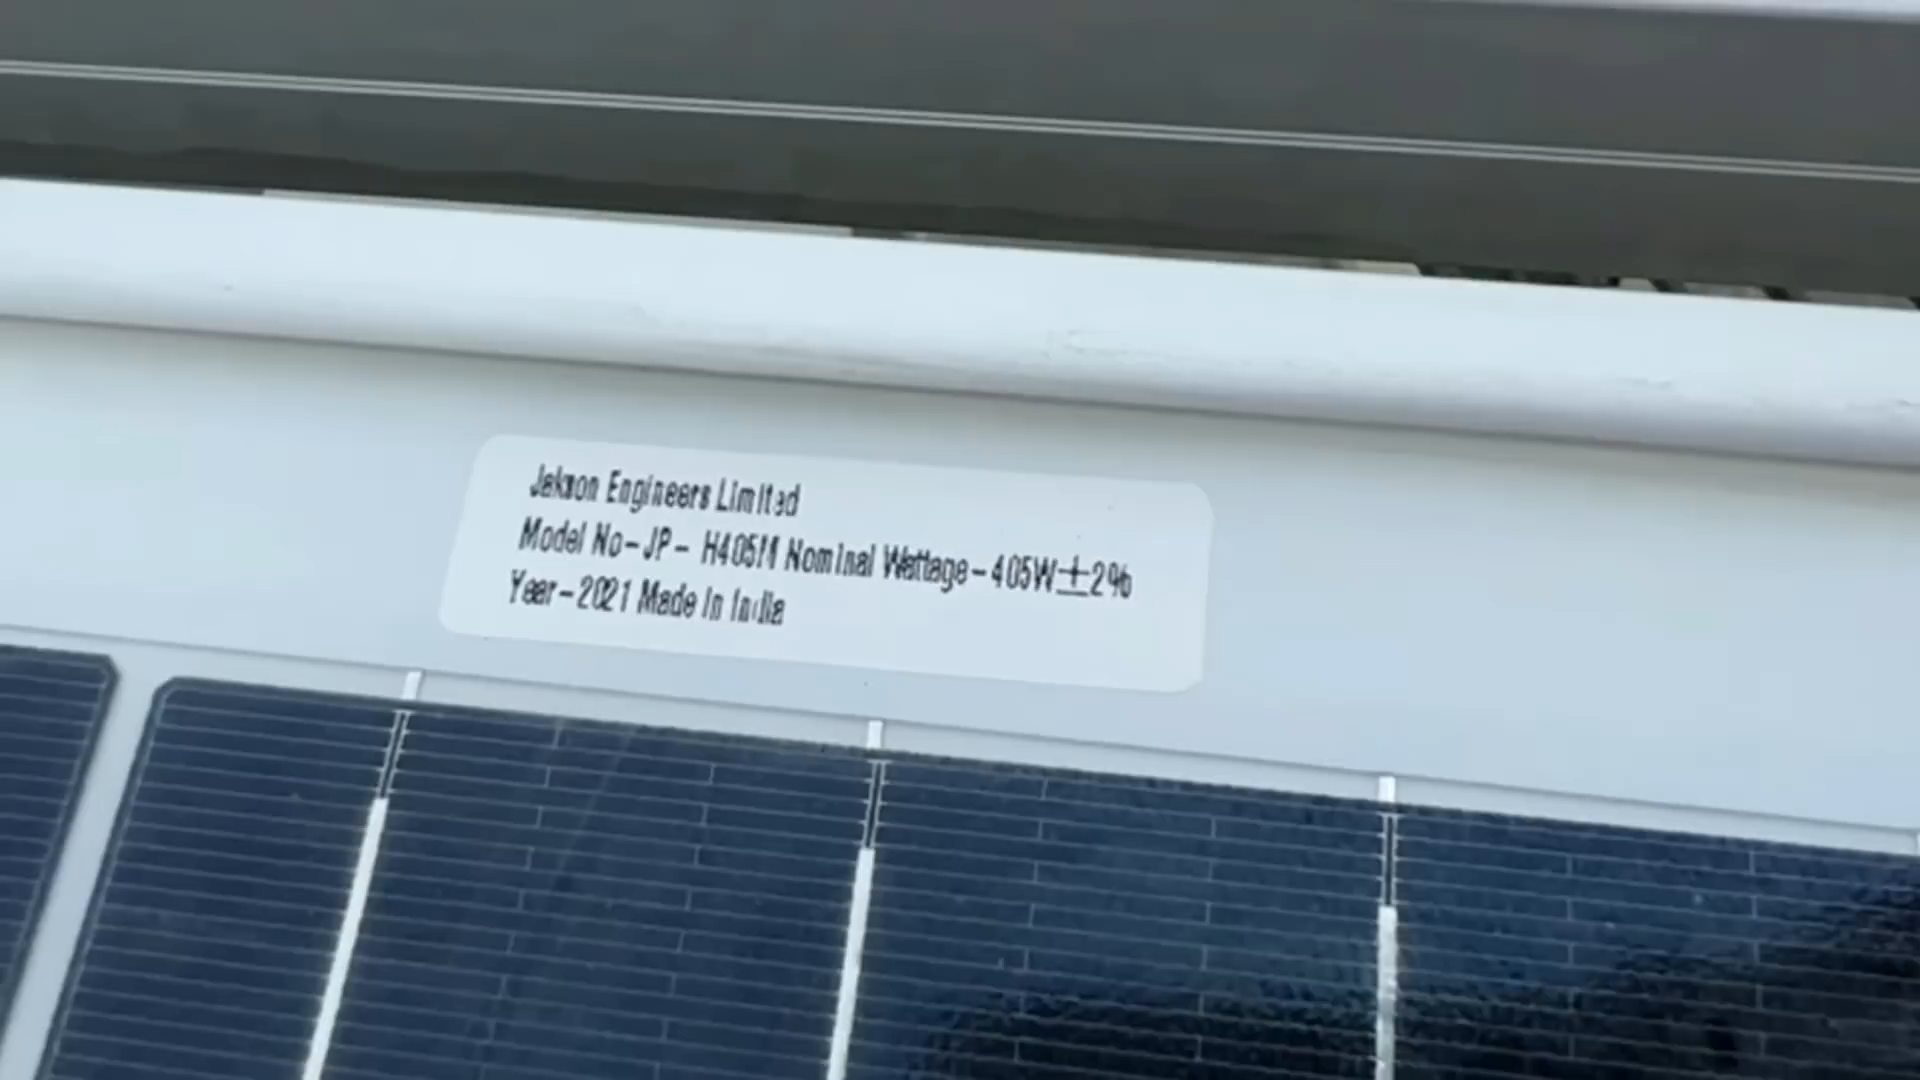 Jakson Engineers Limited
Model No-JP- H405M Nominal Wattage-405W±2%
Year-2021 Made In India